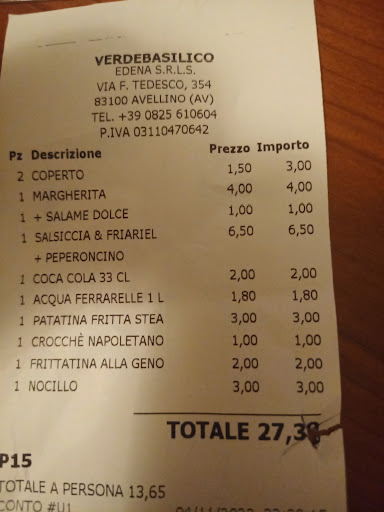 VERDEBASILICO
EDENA S.R.L.S.
VIA F. TEDESCO, 354
83100 AVELLINO (AV)
TEL. +39 0825 610604
P.IVA 03110470642
Pz Descrizione Prezzo Importo
2 COPERTO 1,50 3,00
1 MARGHERITA 4,00 4,00
1 + SALAME DOLCE 1,00 1,00
1 SALSICCIA & FRIARIEL 6,50 6,50
+ PEPERONCINO
1 COCA COLA 33 CL 2,00 2,00
1 ACQUA FERRARELLE 1 L 1,80 1,80
1 PATATINA FRITTA STEA 3,00 3,00
1 CROCCHÈ NAPOLETANO 1,00 1,00
1 FRITTATINA ALLA GENO 2,00 2,00
1 NOCILLO 3,00 3,00
TOTALE 27,30
P15
TOTALE A PERSONA 13,65
CONTO #U1